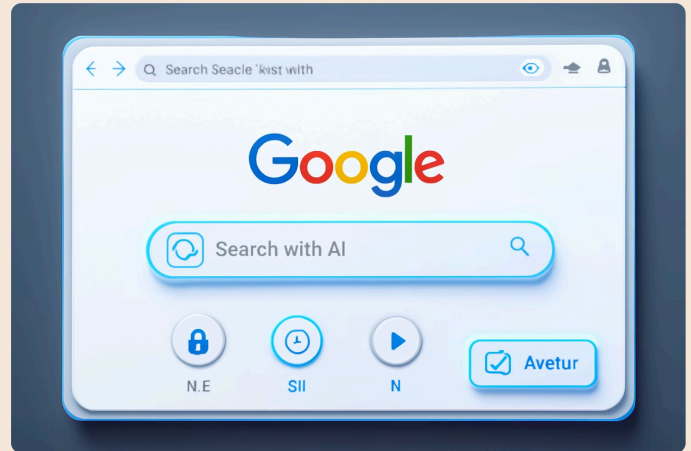 Search Seacle 'kist with
Google
Search with AI
N.E
SII
N
Avetur